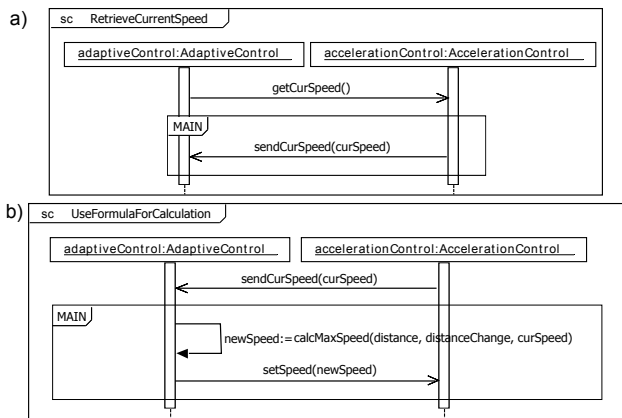 a)
sc RetrieveCurrentSpeed
adaptiveControl:AdaptiveControl accelerationControl:AccelerationControl
getCurSpeed()
MAIN
sendCurSpeed(curSpeed)
b)
sc UseFormulaForCalculation
adaptiveControl:AdaptiveControl accelerationControl:AccelerationControl
sendCurSpeed(curSpeed)
MAIN
newSpeed:=calcMaxSpeed(distance, distanceChange, curSpeed)
setSpeed(newSpeed)